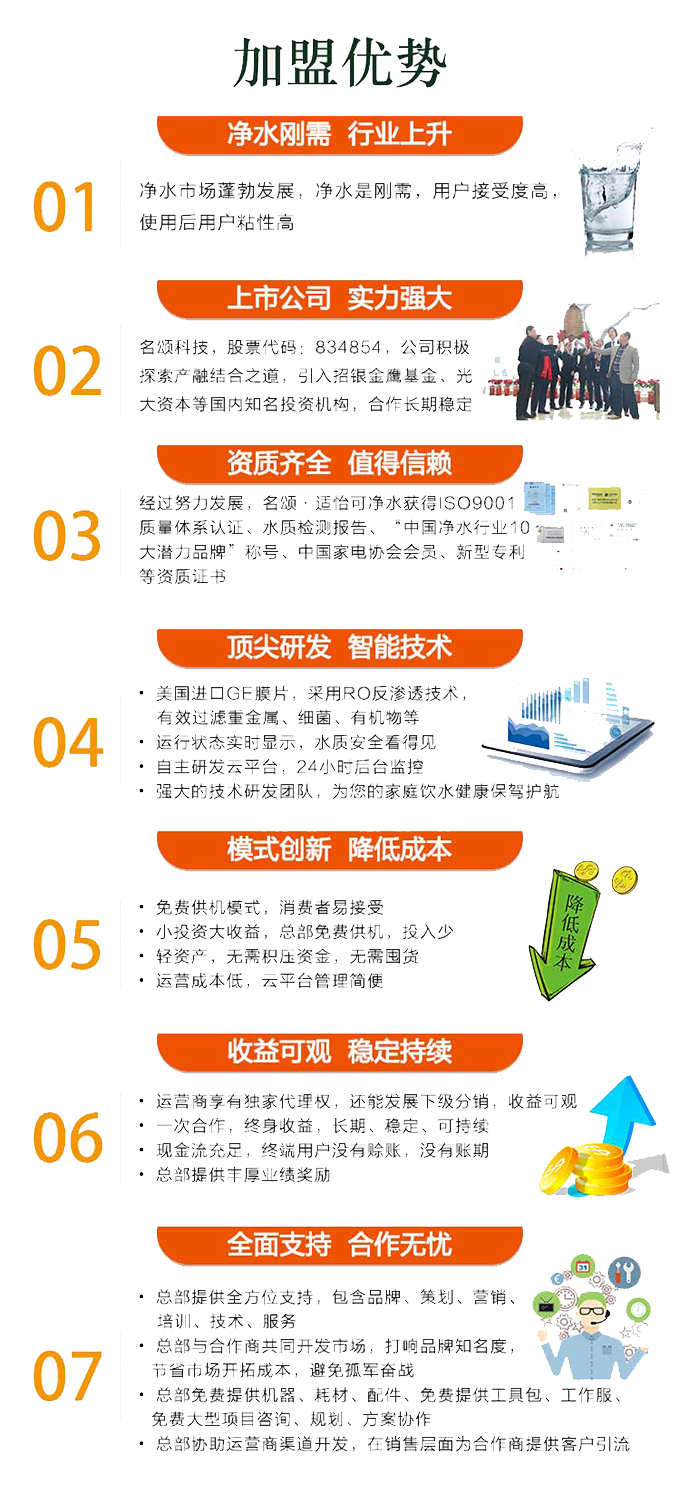 加盟优势
净水刚需 行业上升
01
净水市场蓬勃发展，净水是刚需，用户接受度高，
使用后用户粘性高
上市公司 实力强大
02
名颂科技，股票代码：834854，公司积极
探索产融结合之道，引入招银金鹰基金、光
大资本等国内知名投资机构，合作长期稳定
资质齐全 值得信赖
03
经过努力发展，名颂·适怡可净水获得ISO9001
质量体系认证、水质检测报告、“中国净水行业10
大潜力品牌”称号、中国家电协会会员、新型专利
等资质证书
顶尖研发 智能技术
04
• 美国进口GE膜片，采用RO反渗透技术，
有效过滤重金属、细菌、有机物等
• 运行状态实时显示，水质安全看得见
• 自主研发云平台，24小时后台监控
• 强大的技术研发团队，为您的家庭饮水健康保驾护航
模式创新 降低成本
05
• 免费供机模式，消费者易接受
• 小投资大收益，总部免费供机，投入少
• 轻资产，无需积压资金，无需囤货
• 运营成本低，云平台管理简便
降低成本
收益可观 稳定持续
06
• 运营商享有独家代理权，还能发展下级分销，收益可观
• 一次合作，终身收益，长期、稳定、可持续
• 现金流充足，终端用户没有赊账，没有账期
• 总部提供丰厚业绩奖励
全面支持 合作无忧
31
07
• 总部提供全方位支持，包含品牌、策划、营销、
培训、技术、服务
• 总部与合作商共同开发市场，打响品牌知名度，
节省市场开拓成本，避免孤军奋战
• 总部免费提供机器、耗材、配件、免费提供工具包、工作服、
免费大型项目咨询、规划、方案协作
• 总部协助运营商渠道开发，在销售层面为合作商提供客户引流